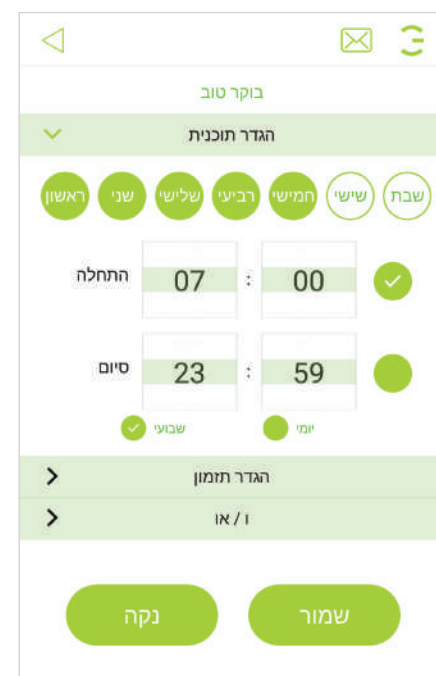 בוקר טוב
הגדר תוכנית
ראשון שני שלישי רביעי חמישי שישי שבת
התחלה 07 : 00
סיום 23 : 59
שבועי יומי
הגדר תזמון
ו / או
נקה שמור